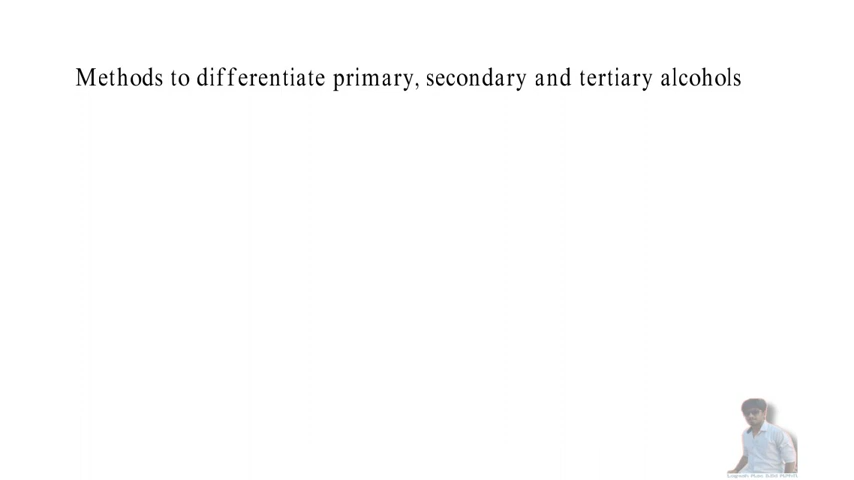 Methods to differentiate primary, secondary and tertiary alcohols